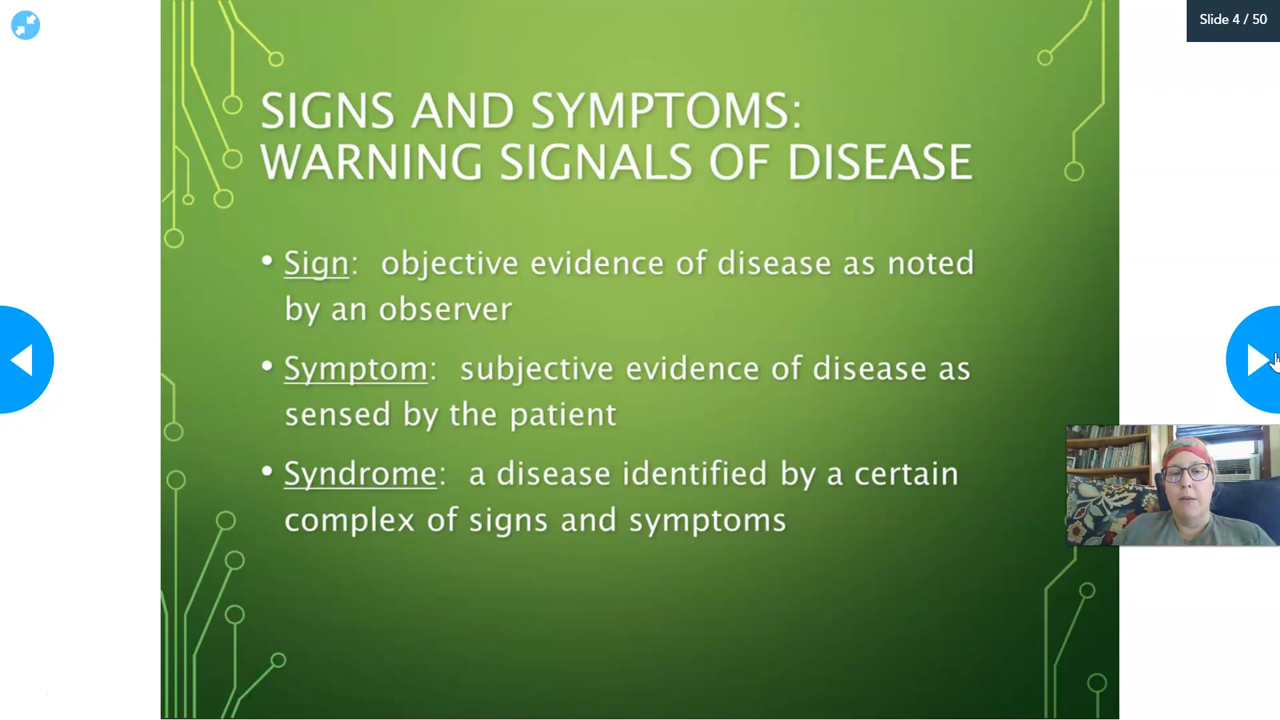 Slide 4 / 50
SIGNS AND SYMPTOMS:
WARNING SIGNALS OF DISEASE
• Sign: objective evidence of disease as noted
by an observer
• Symptom: subjective evidence of disease as
sensed by the patient
• Syndrome: a disease identified by a certain
complex of signs and symptoms